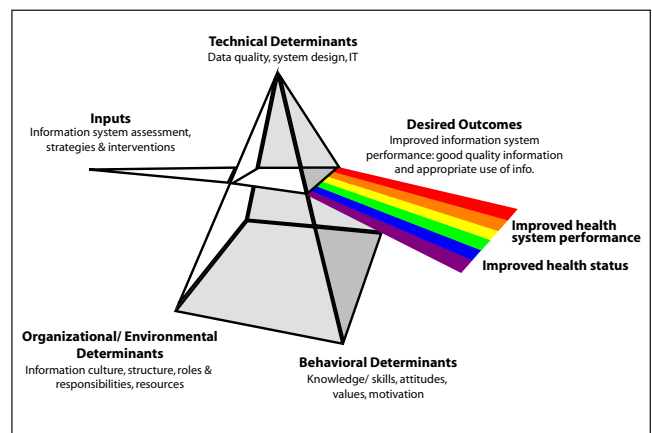 Technical Determinants
Data quality, system design, IT
Inputs
Information system assessment,
strategies & interventions
Desired Outcomes
Improved information system
performance: good quality information
and appropriate use of info.
Improved health
system performance
Improved health status
Organizational/ Environmental
Determinants
Information culture, structure, roles &
responsibilities, resources
Behavioral Determinants
Knowledge/ skills, attitudes,
values, motivation